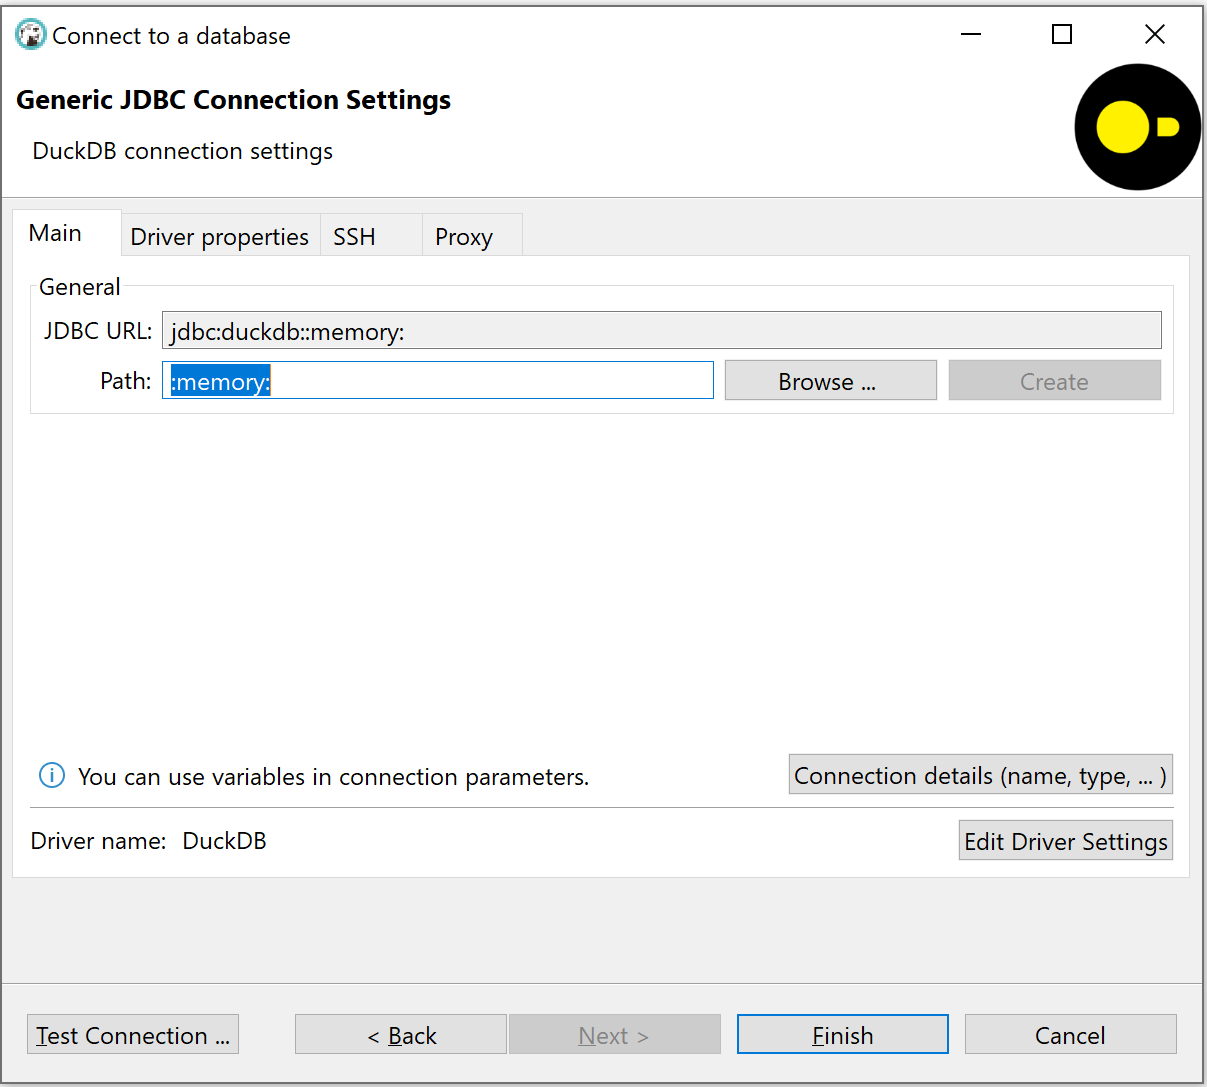 Connect to a database
Generic JDBC Connection Settings
DuckDB connection settings
Main Driver properties SSH Proxy
General
JDBC URL: jdbc:duckdb::memory:
Path: :memory: Browse ... Create
You can use variables in connection parameters. Connection details (name, type, ... )
Driver name: DuckDB Edit Driver Settings
Test Connection ... < Back Next > Finish Cancel